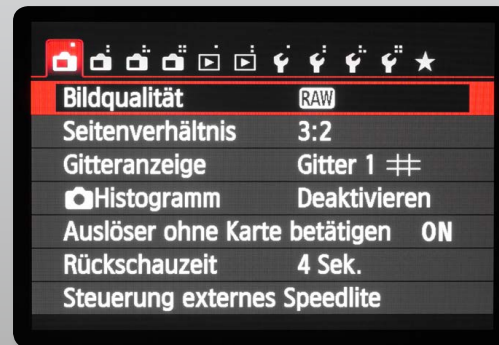 Bildqualität RAW
Seitenverhältnis 3:2
Gitteranzeige Gitter 1
Histogramm Deaktivieren
Auslöser ohne Karte betätigen ON
Rückschauzeit 4 Sek.
Steuerung externes Speedlite